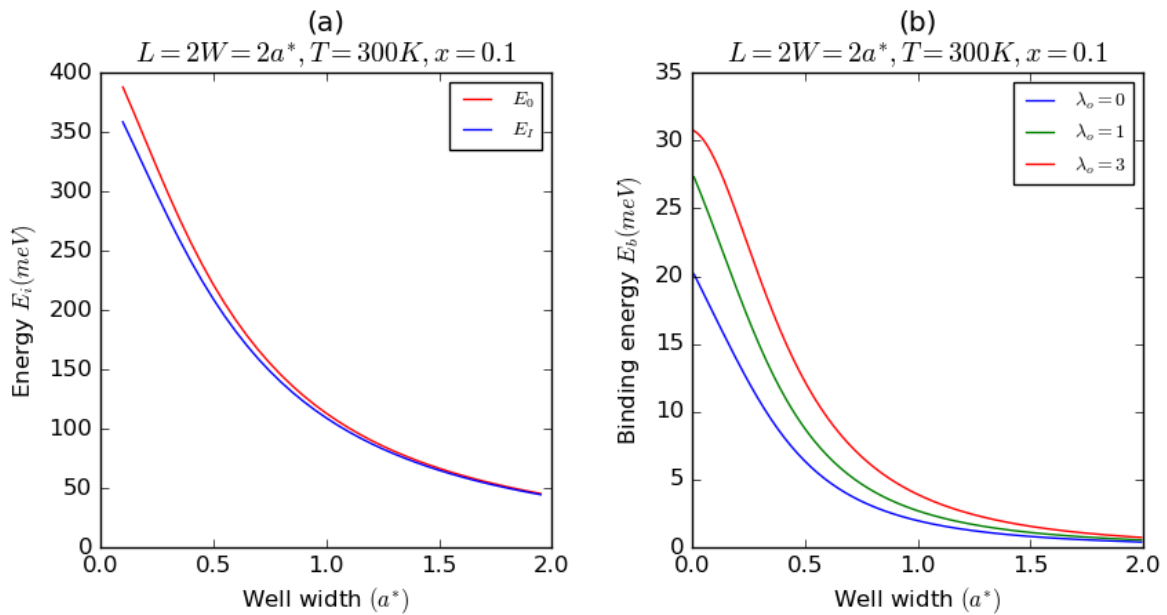 (a)
L = 2W = 2a*, T = 300K, x = 0.1
400
350
300
250
200
150
100
50
0
0.0 0.5 1.0 1.5 2.0
Energy E_i(meV)
Well width (a*)
E_0
E_I
(b)
L = 2W = 2a*, T = 300K, x = 0.1
35
30
25
20
15
10
5
0
0.0 0.5 1.0 1.5 2.0
Binding energy E_b(meV)
Well width (a*)
λ_o = 0
λ_o = 1
λ_o = 3